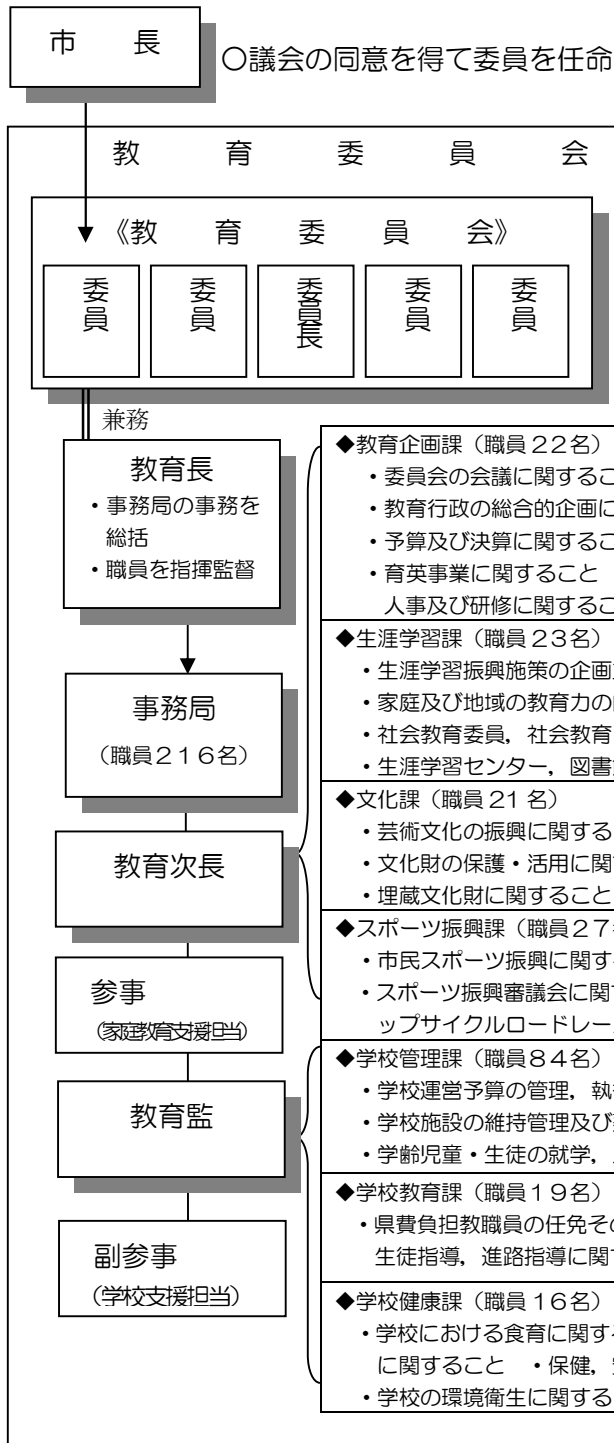 市　長
〇議会の同意を得て委員を任命
教　育　委　員　会
《教　育　委　員　会》
委員
委員
委員長
委員
委員
兼務
教育長
・事務局の事務を
総括
・職員を指揮監督
事務局
（職員２１６名）
教育次長
参事
（家庭教育支援担当）
教育監
副参事
（学校支援担当）
◆教育企画課（職員２２名）
・委員会の会議に関するこ
・教育行政の総合的企画に
・予算及び決算に関するこ
・育英事業に関すること
人事及び研修に関するこ
◆生涯学習課（職員２３名）
・生涯学習振興施策の企画
・家庭及び地域の教育力の
・社会教育委員，社会教育
・生涯学習センター，図書
◆文化課（職員 21 名）
・芸術文化の振興に関する
・文化財の保護・活用に関
・埋蔵文化財に関すること
◆スポーツ振興課（職員２７
・市民スポーツ振興に関す
・スポーツ振興審議会に関
ップサイクルロードレー
◆学校管理課（職員８４名）
・学校運営予算の管理，執
・学校施設の維持管理及び
・学齢児童・生徒の就学，
◆学校教育課（職員１９名）
・県費負担教職員の任免その
生徒指導，進路指導に関
◆学校健康課（職員 1６名）
・学校における食育に関す
に関すること　・保健，
・学校の環境衛生に関する